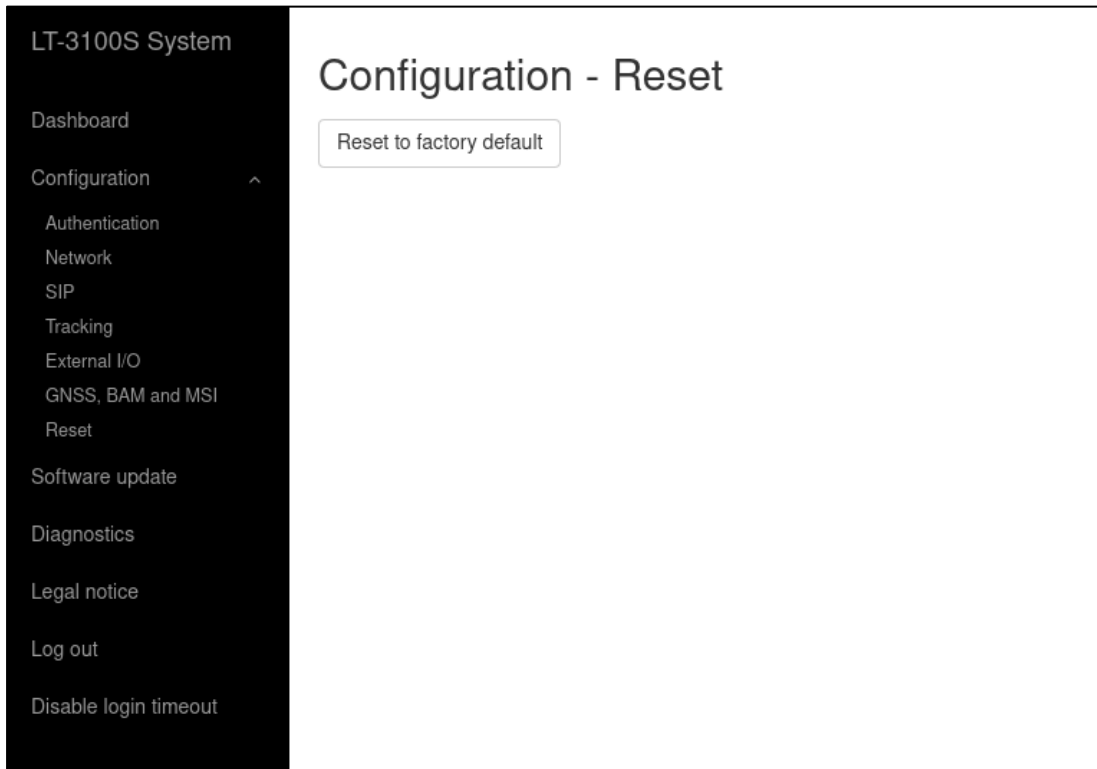 LT-3100S System
Dashboard
Configuration
Authentication
Network
SIP
Tracking
External I/O
GNSS, BAM and MSI
Reset
Software update
Diagnostics
Legal notice
Log out
Disable login timeout
Configuration - Reset
Reset to factory default